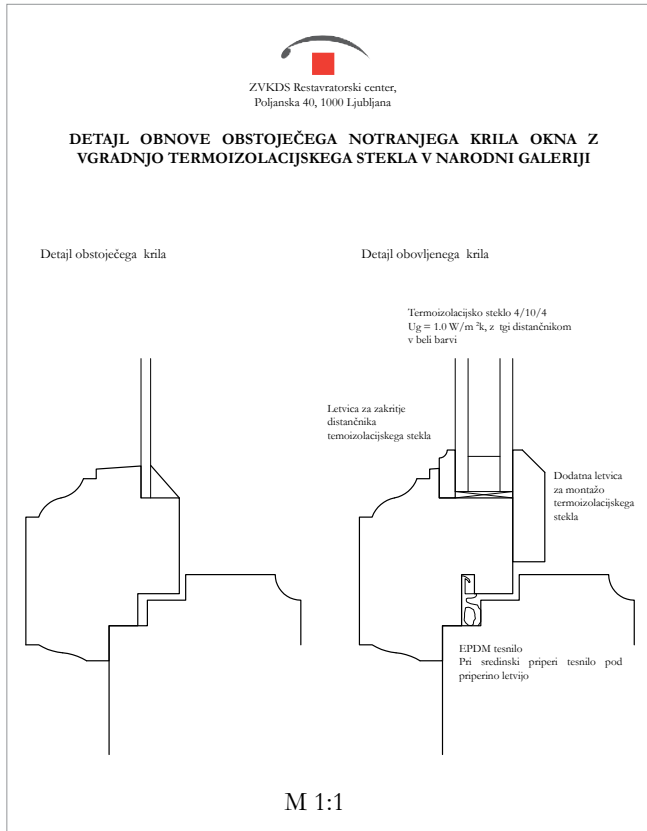 ZVKDS Restavratorski center,
Poljanska 40, 1000 Ljubljana
DETAJL OBNOVE OBSTOJEČEGA NOTRANJEGA KRILA OKNA Z
VGRADNJO TERMOIZOLACIJSKEGA STEKLA V NARODNI GALERIJI
Detajl obstoječega krila
Detajl obovljenega krila
Termoizolacijsko steklo 4/10/4
Ug = 1.0 W/m ²k, z tgi distančnikom
v beli barvi
Letvica za zakritje
distančnika
temoizolacijskega stekla
Dodatna letvica
za montažo
termoizolacijskega
stekla
EPDM tesnilo
Pri sredinski priperi tesnilo pod
priperino letvijo
M 1:1